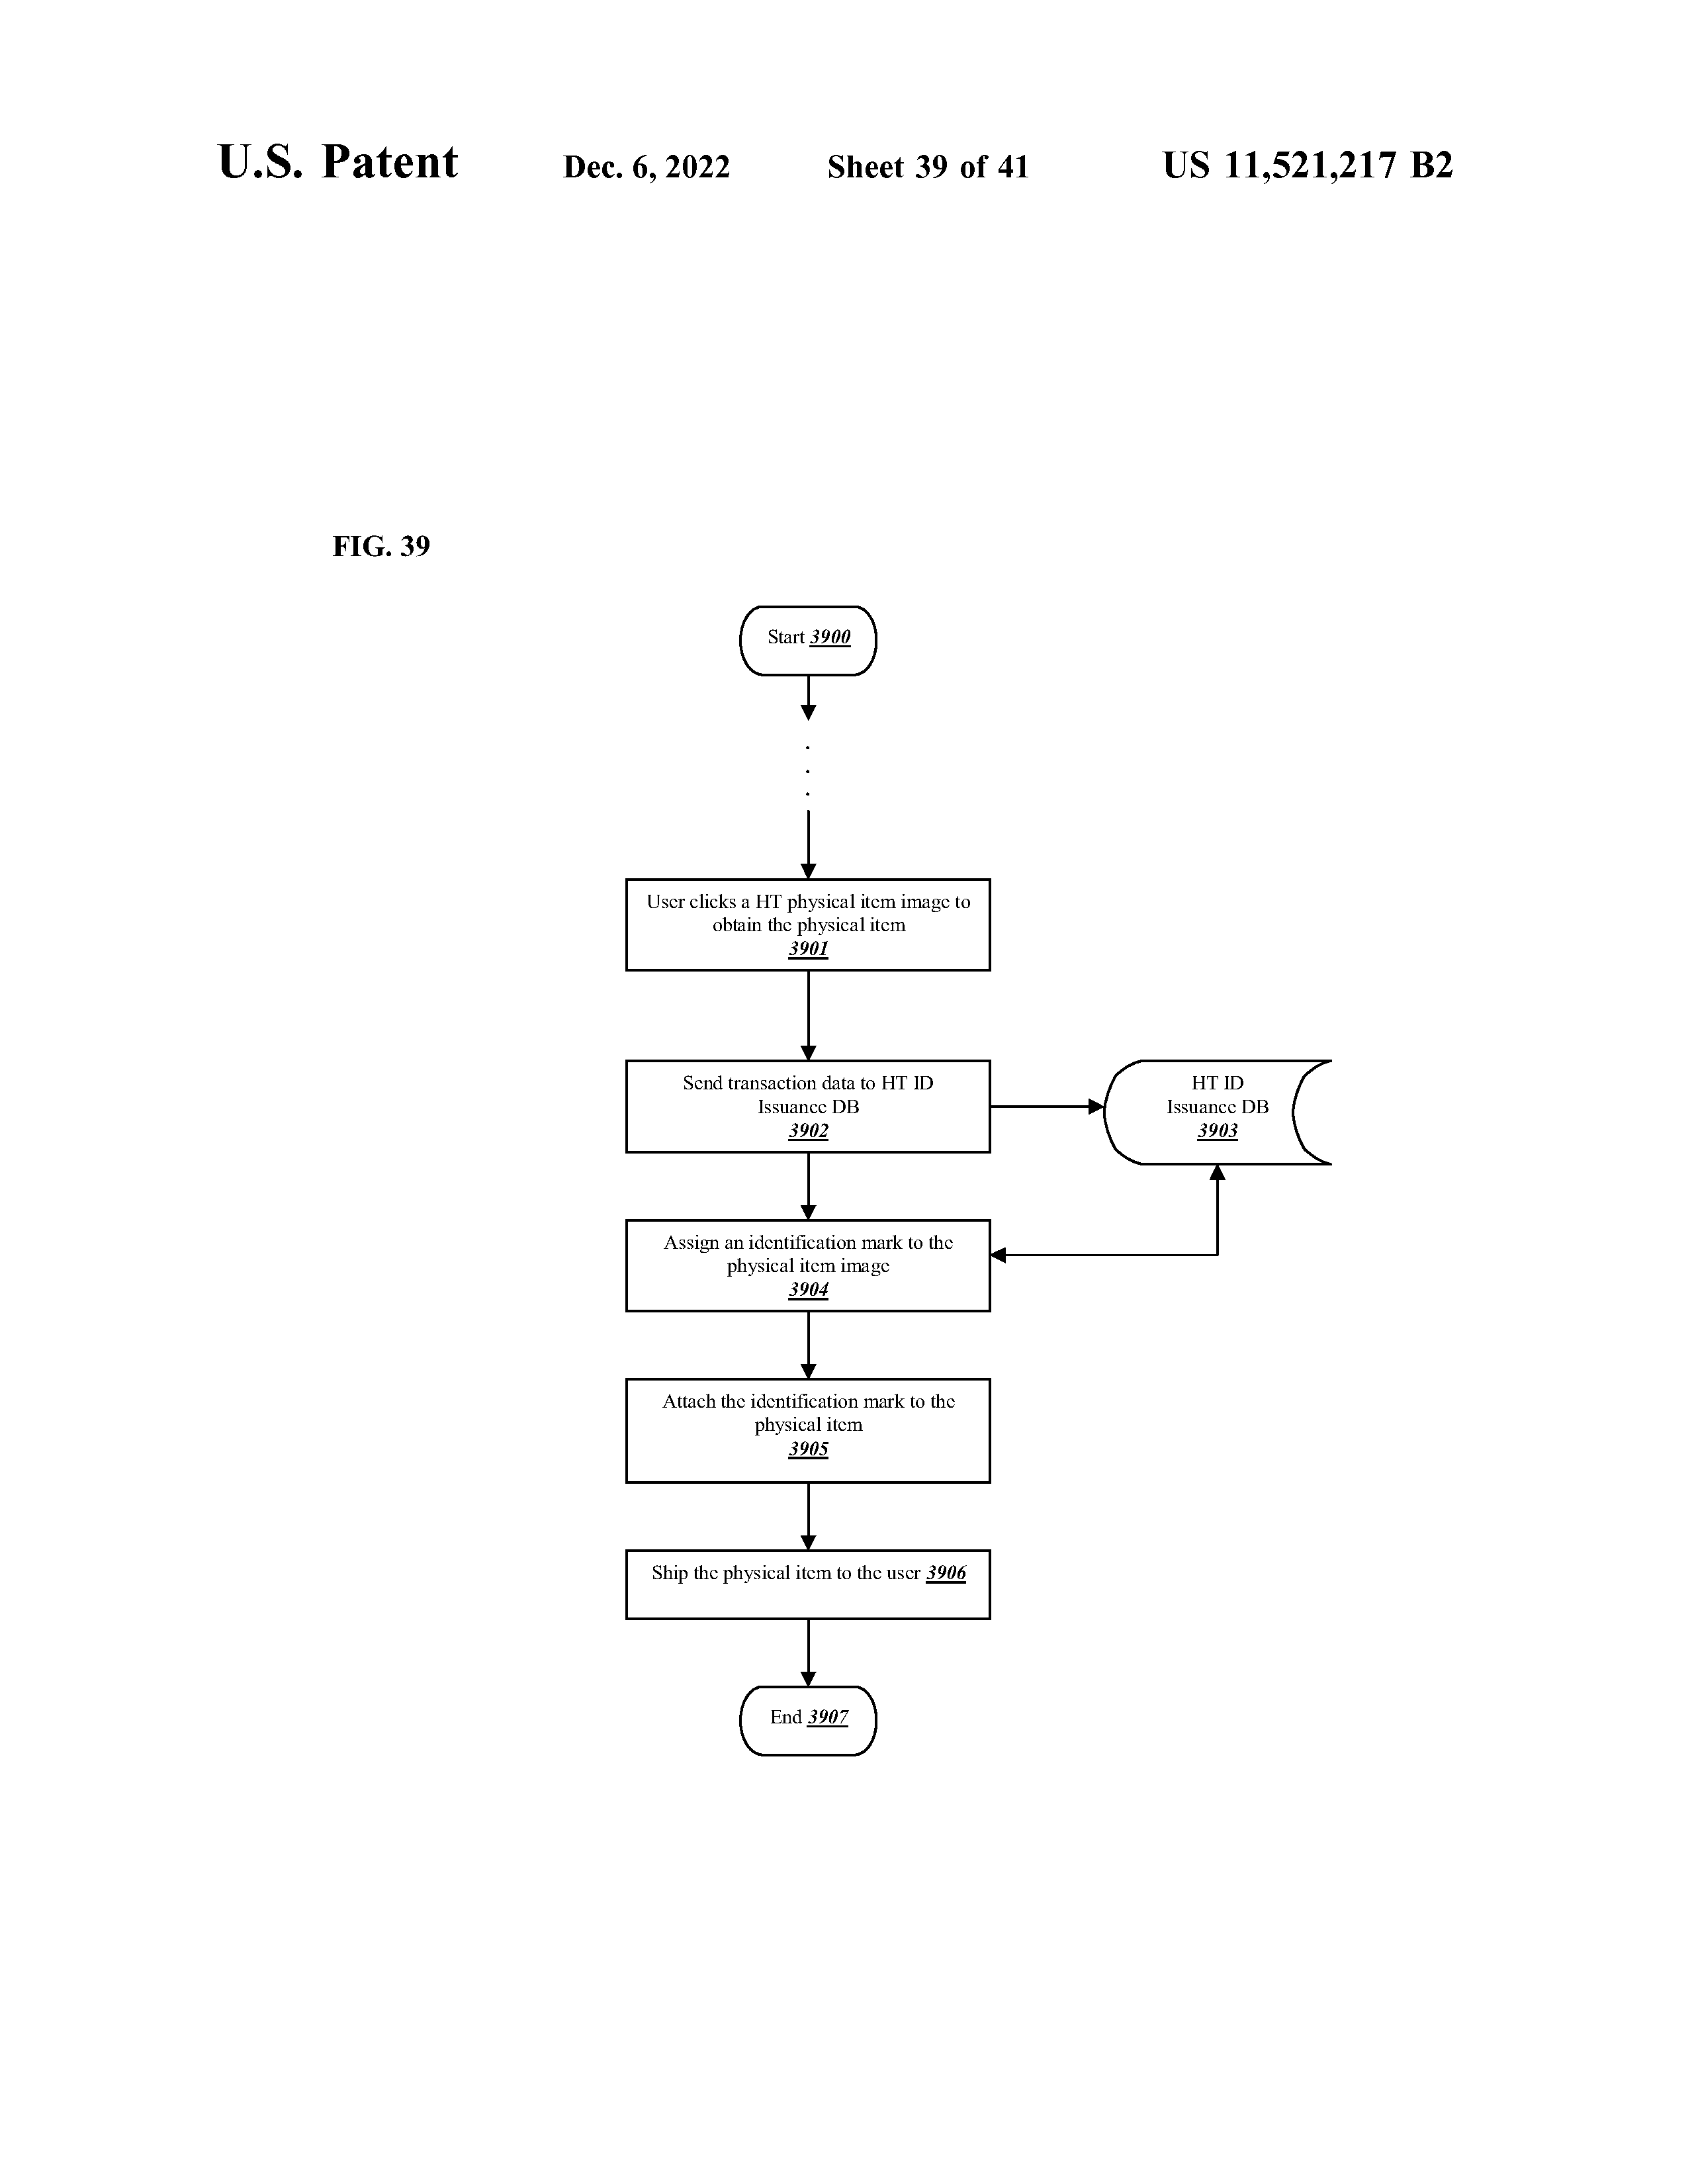 U.S. Patent Dec. 6, 2022 Sheet 39 of 41 US 11,521,217 B2
FIG. 39
Start 3900
User clicks a HT physical item image to
obtain the physical item
3901
Send transaction data to HT ID
Issuance DB
3902
HT ID
Issuance DB
3903
Assign an identification mark to the
physical item image
3904
Attach the identification mark to the
physical item
3905
Ship the physical item to the user 3906
End 3907